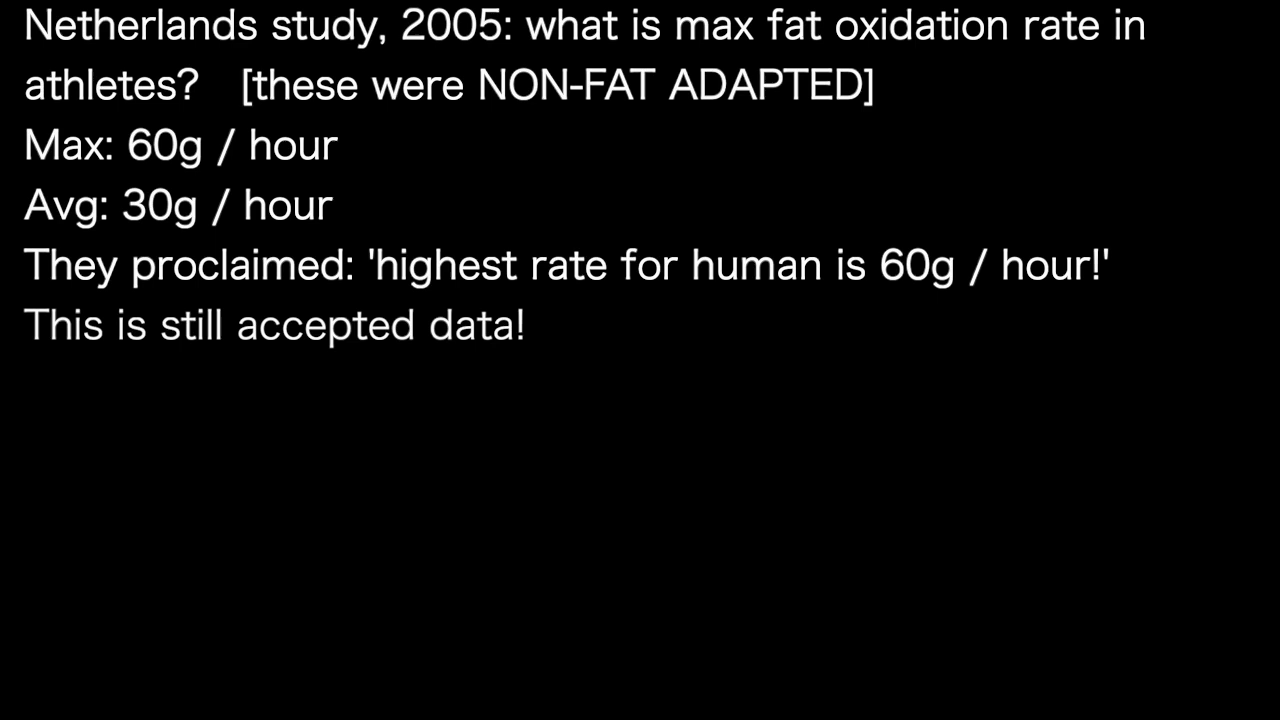 Netherlands study, 2005: what is max fat oxidation rate in
athletes?   [these were NON-FAT ADAPTED]
Max: 60g / hour
Avg: 30g / hour
They proclaimed: 'highest rate for human is 60g / hour!'
This is still accepted data!